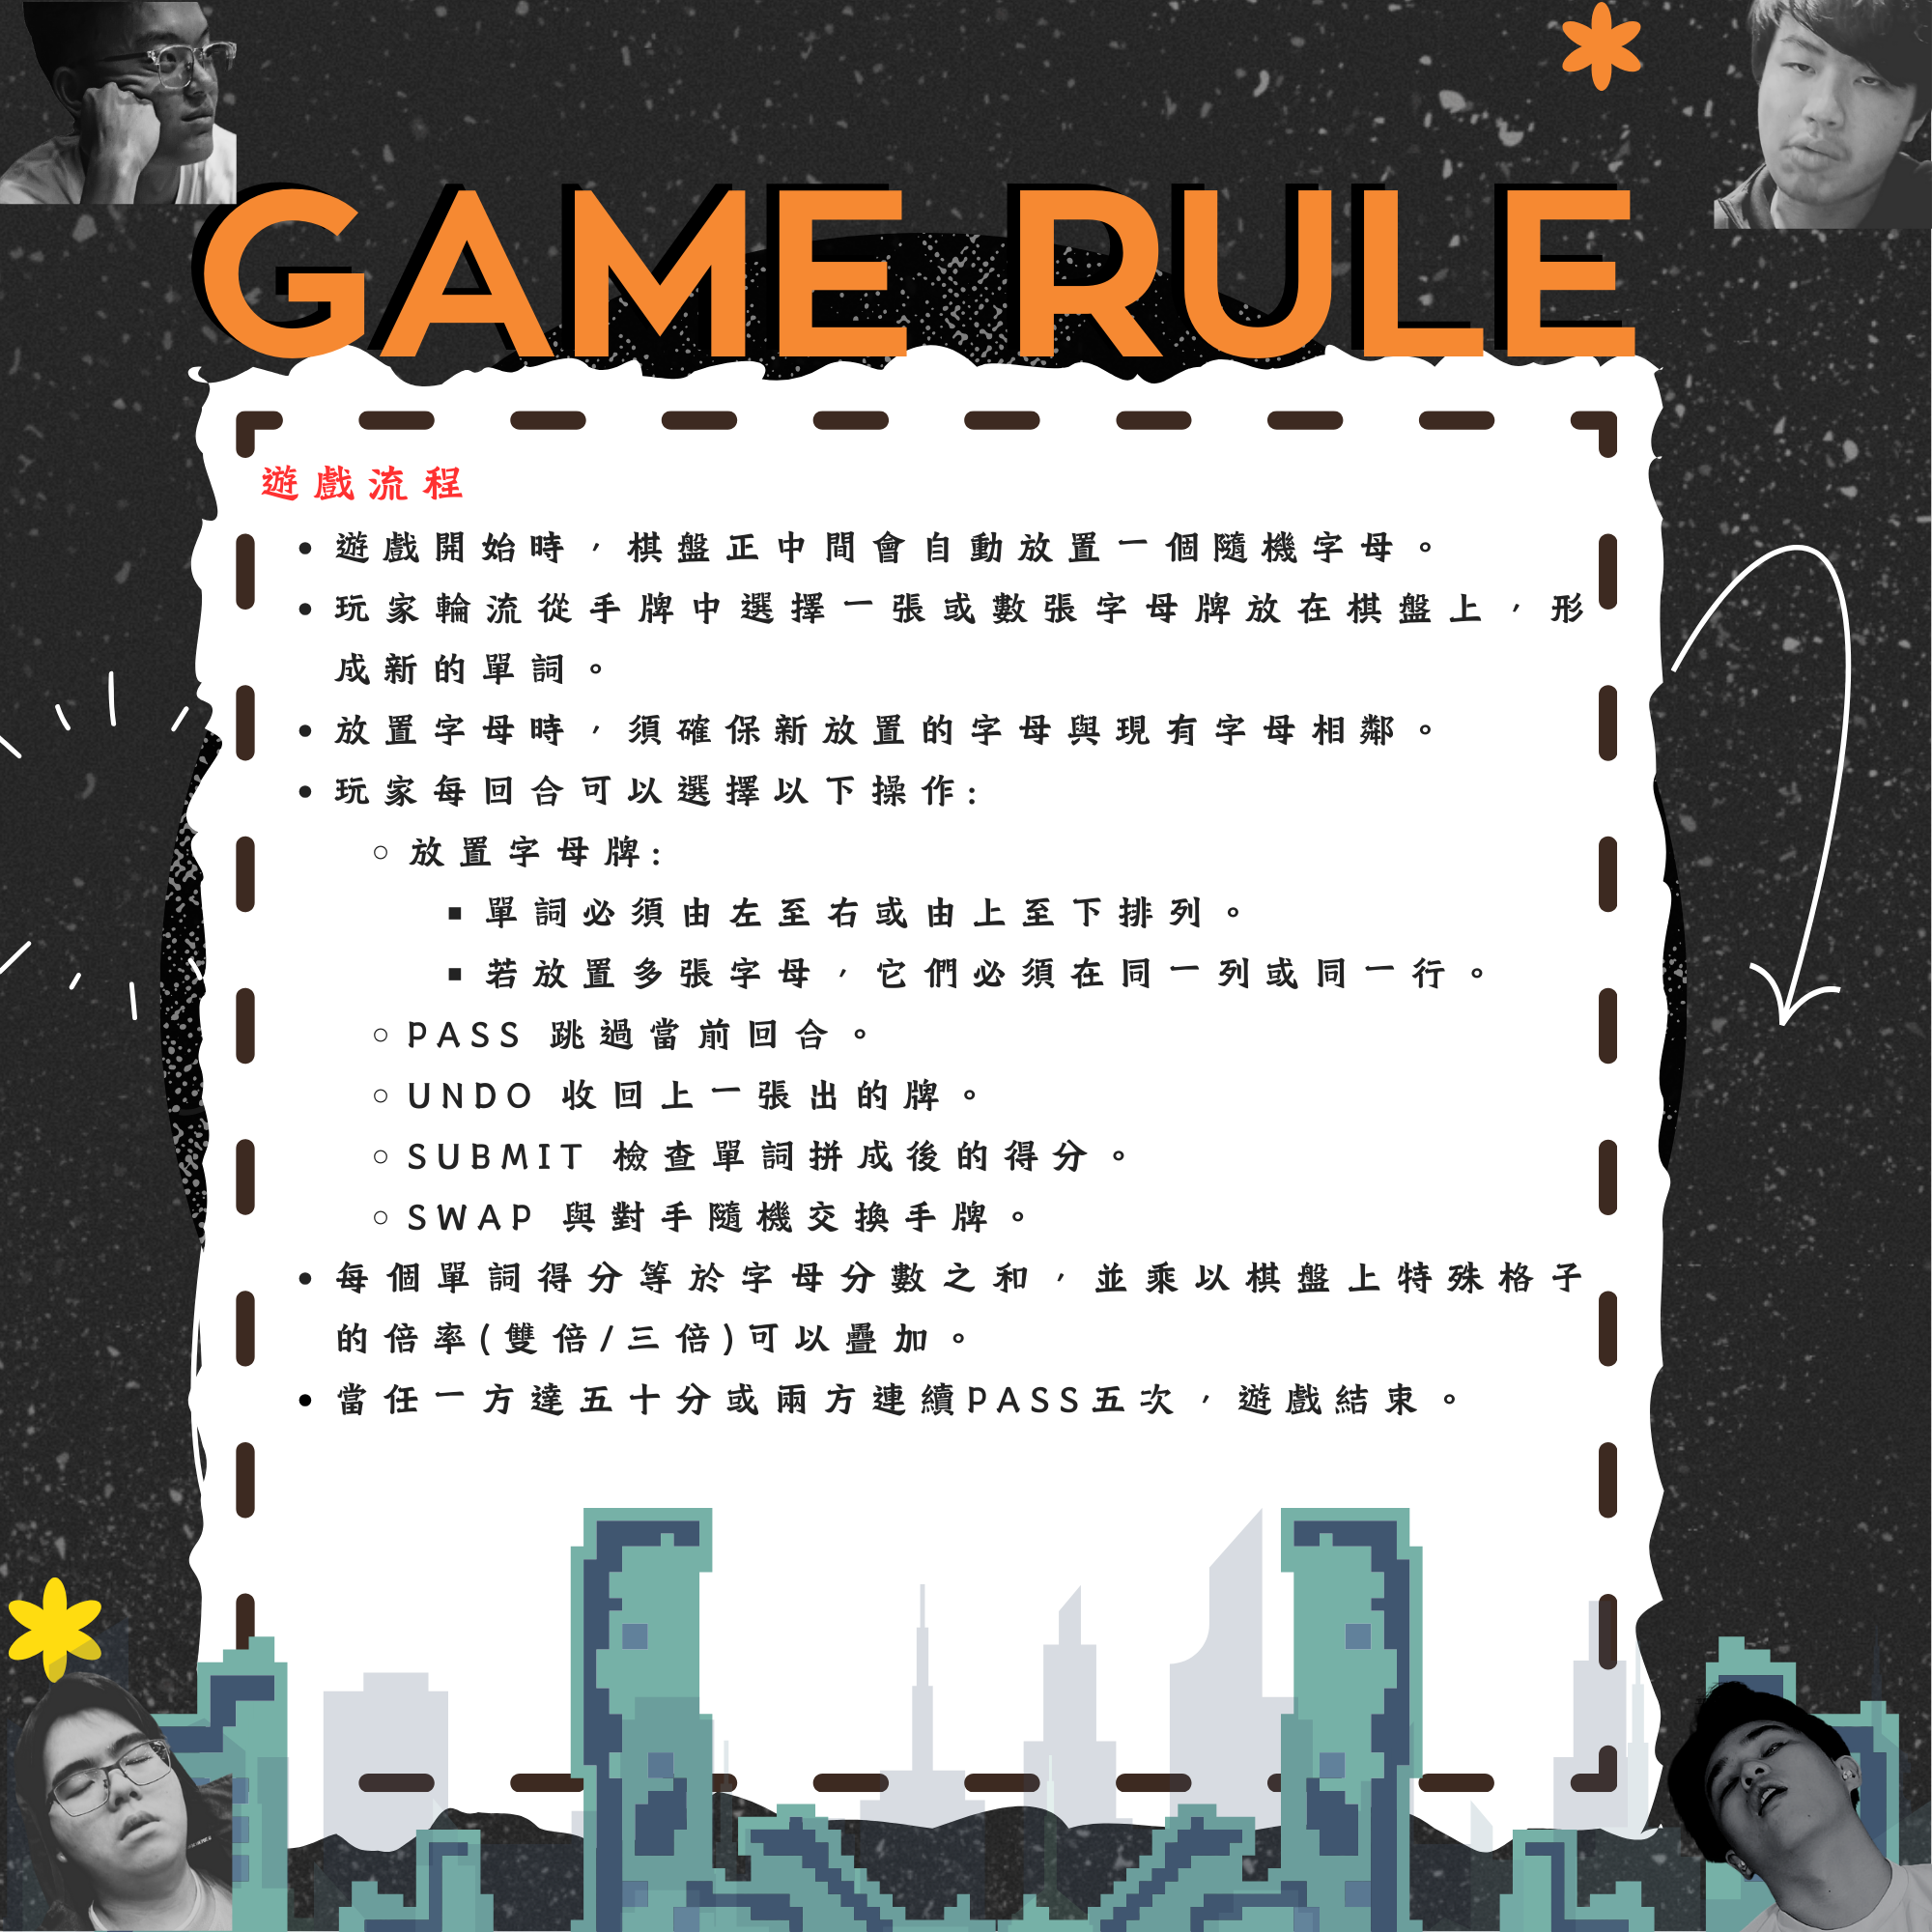 GAME RULE
遊戲流程
遊戲開始時，棋盤正中間會自動放置一個隨機字母。
玩家輪流從手牌中選擇一張或數張字母牌放在棋盤上，形
成新的單詞。
放置字母時，須確保新放置的字母與現有字母相鄰。
玩家每回合可以選擇以下操作:
放置字母牌:
單詞必須由左至右或由上至下排列。
若放置多張字母，它們必須在同一列或同一行。
PASS 跳過當前回合。
UNDO 收回上一張出的牌。
SUBMIT 檢查單詞拼成後的得分。
SWAP 與對手隨機交換手牌。
每個單詞得分等於字母分數之和，並乘以棋盤上特殊格子
的倍率(雙倍/三倍)可以疊加。
當任一方達五十分或兩方連續PASS五次，遊戲結束。